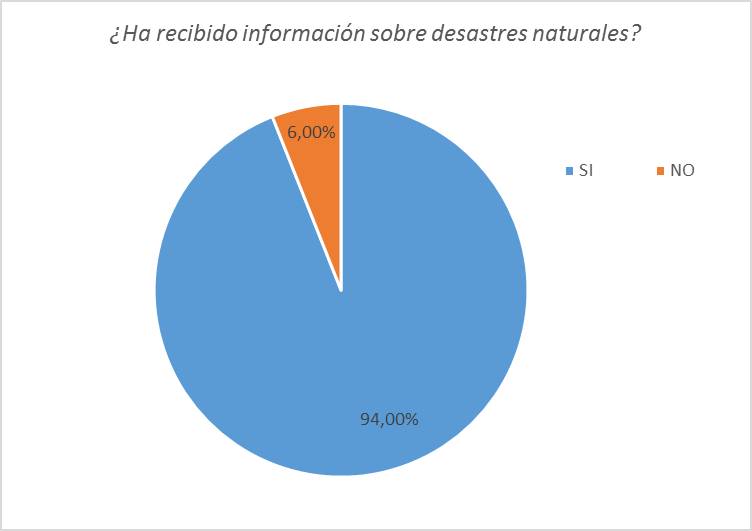 ¿Ha recibido información sobre desastres naturales?
6,00%
SI NO
94,00%